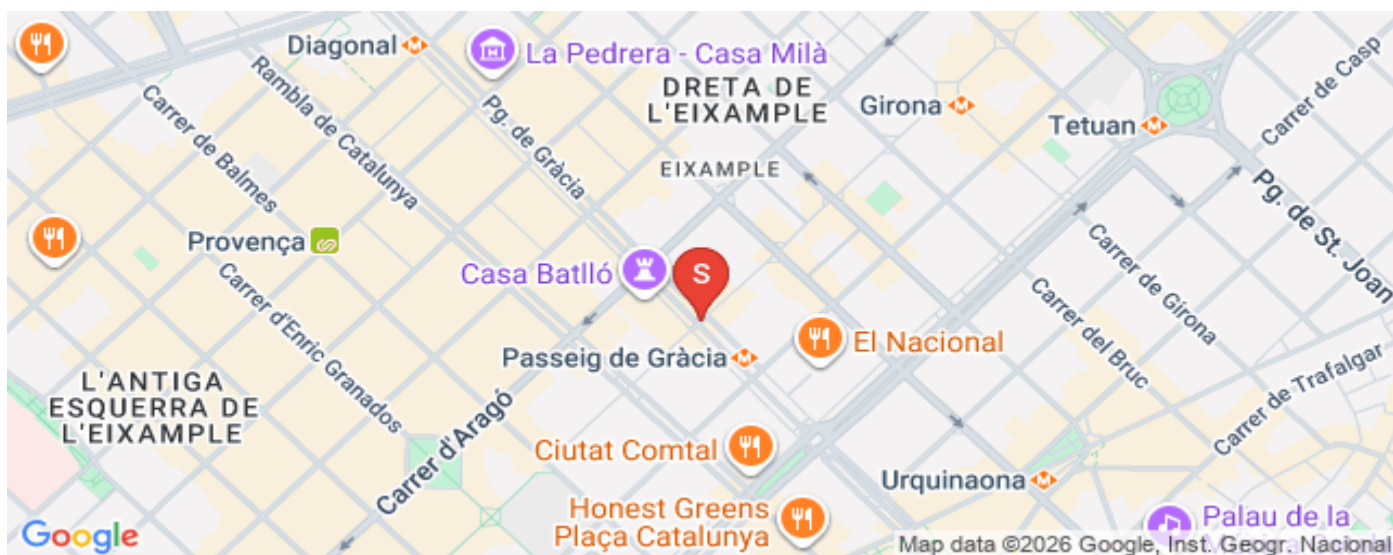 Diagonal
La Pedrera - Casa Milà
DRETA DE
L'EIXAMPLE
Girona
Tetuan
Carrer de Casp
Rambla de Catalunya
Carrer de Balmes
Pg. de Gràcia
EIXAMPLE
Pg. de St. Joan
Provença
Casa Batlló
S
Carrer de Girona
Carrer del Bruc
El Nacional
Passeig de Gràcia
Carrer d'Enric Granados
L'ANTIGA
ESQUERRA DE
L'EIXAMPLE
Carrer de Trafalgar
Carrer d'Aragó
Ciutat Comtal
Urquinaona
Honest Greens
Plaça Catalunya
Palau de la
Google
Map data ©2026 Google, Inst. Geogr. Nacional